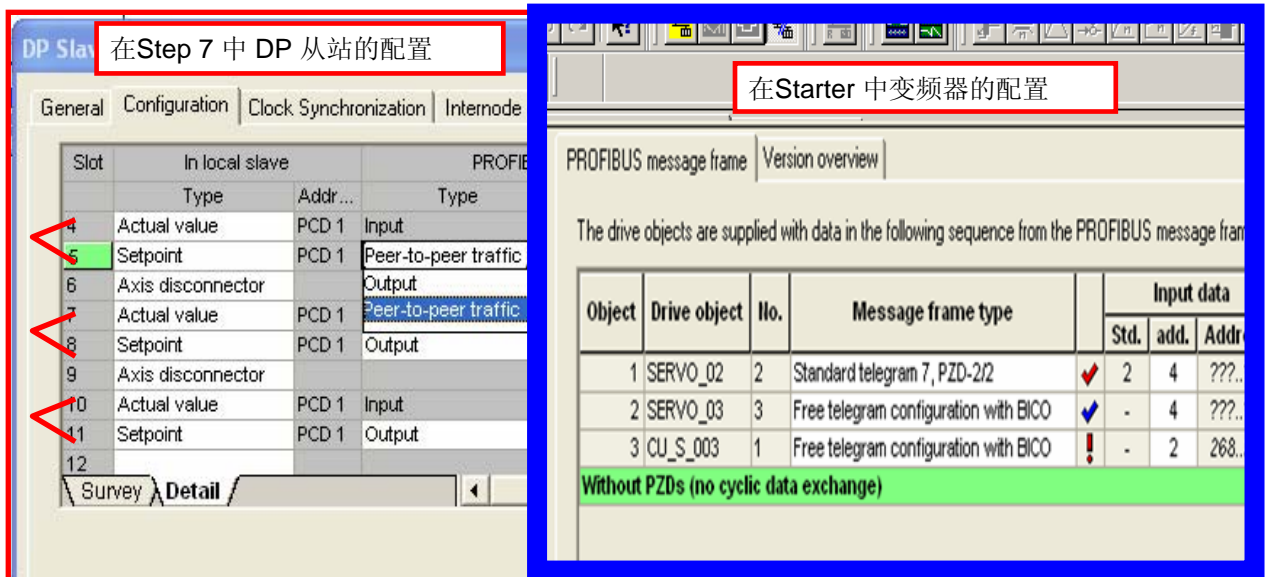 DP Slav
在Step 7 中 DP 从站的配置
General Configuration Clock Synchronization Internode
Slot In local slave PROFIE
Type Addr... Type
4 Actual value PCD 1 Input
5 Setpoint PCD 1 Peer-to-peer traffic
6 Axis disconnector Output
7 Actual value PCD 1 Peer-to-peer traffic
8 Setpoint PCD 1 Output
9 Axis disconnector
10 Actual value PCD 1 Input
11 Setpoint PCD 1 Output
12
Survey Detail
在Starter 中变频器的配置
PROFIBUS message frame Version overview
The drive objects are supplied with data in the following sequence from the PROFIBUS message fram
Object Drive object No. Message frame type Input data
Std. add. Addr
1 SERVO_02 2 Standard telegram 7, PZD-2/2 2 4 ???..
2 SERVO_03 3 Free telegram configuration with BICO - 4 ???..
3 CU_S_003 1 Free telegram configuration with BICO - 2 268..
Without PZDs (no cyclic data exchange)